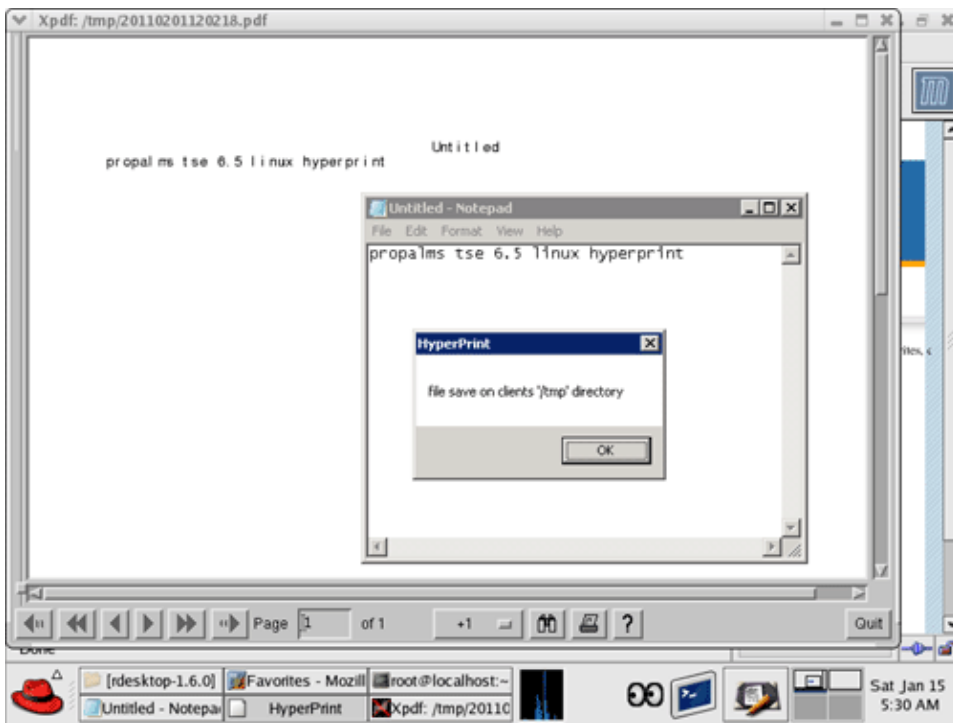 Xpdf: /tmp/20110201120218.pdf
Untitled
propalms tse 6.5 linux hyperprint
Untitled - Notepad
File Edit Format View Help
propalms tse 6.5 linux hyperprint
HyperPrint
file save on clients '/tmp' directory
OK
Page 1 of 1 +1 ? Quit
Done
[rdesktop-1.6.0] Favorites - Mozill root@localhost:~
Untitled - Notepa HyperPrint Xpdf: /tmp/20110
Sat Jan 15
5:30 AM